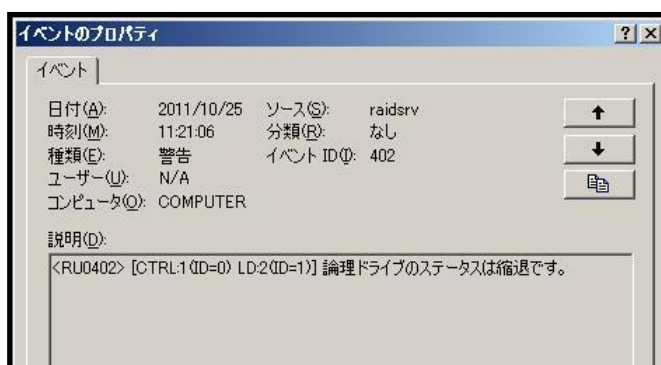 イベントのプロパティ
イベント
日付(A): 2011/10/25 ソース(S): raidsrv
時刻(M): 11:21:06 分類(R): なし
種類(E): 警告 イベント ID(I): 402
ユーザー(U): N/A
コンピュータ(O): COMPUTER
説明(D):
<RU0402> [CTRL:1(ID=0) LD:2(ID=1)] 論理ドライブのステータスは縮退です。